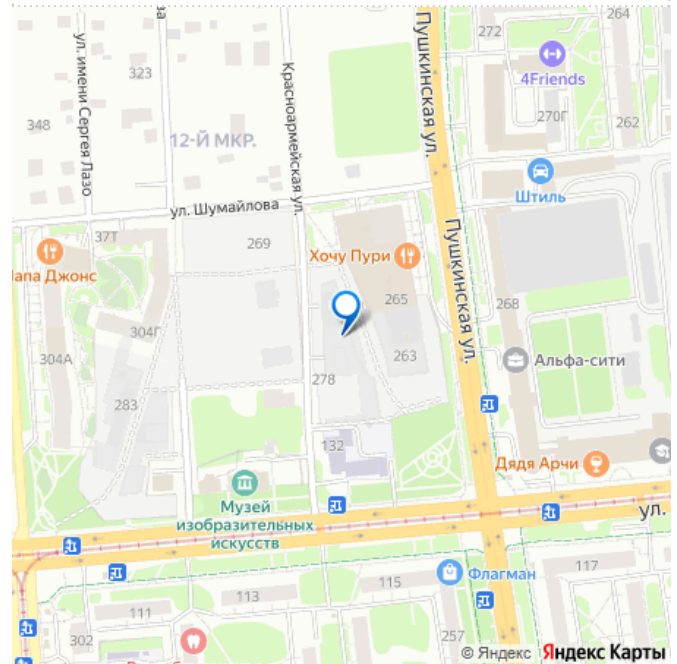 ва
Пушкинская ул.
272
264
4Friends
ул. имени Сергея Лазо
323
348
12-Й МКР.
Красноармейская ул.
270Г
262
Штиль
ул. Шумайлова
37Т
269
Папа Джонс
Хочу Пури
Пушкинская ул.
265
268
304Г
304А
263
Альфа-сити
278
283
132
Дядя Арчи
Музей
изобразительных
искусств
ул.
Флагман
117
115
113
111
302
257
© Яндекс Яндекс Карты